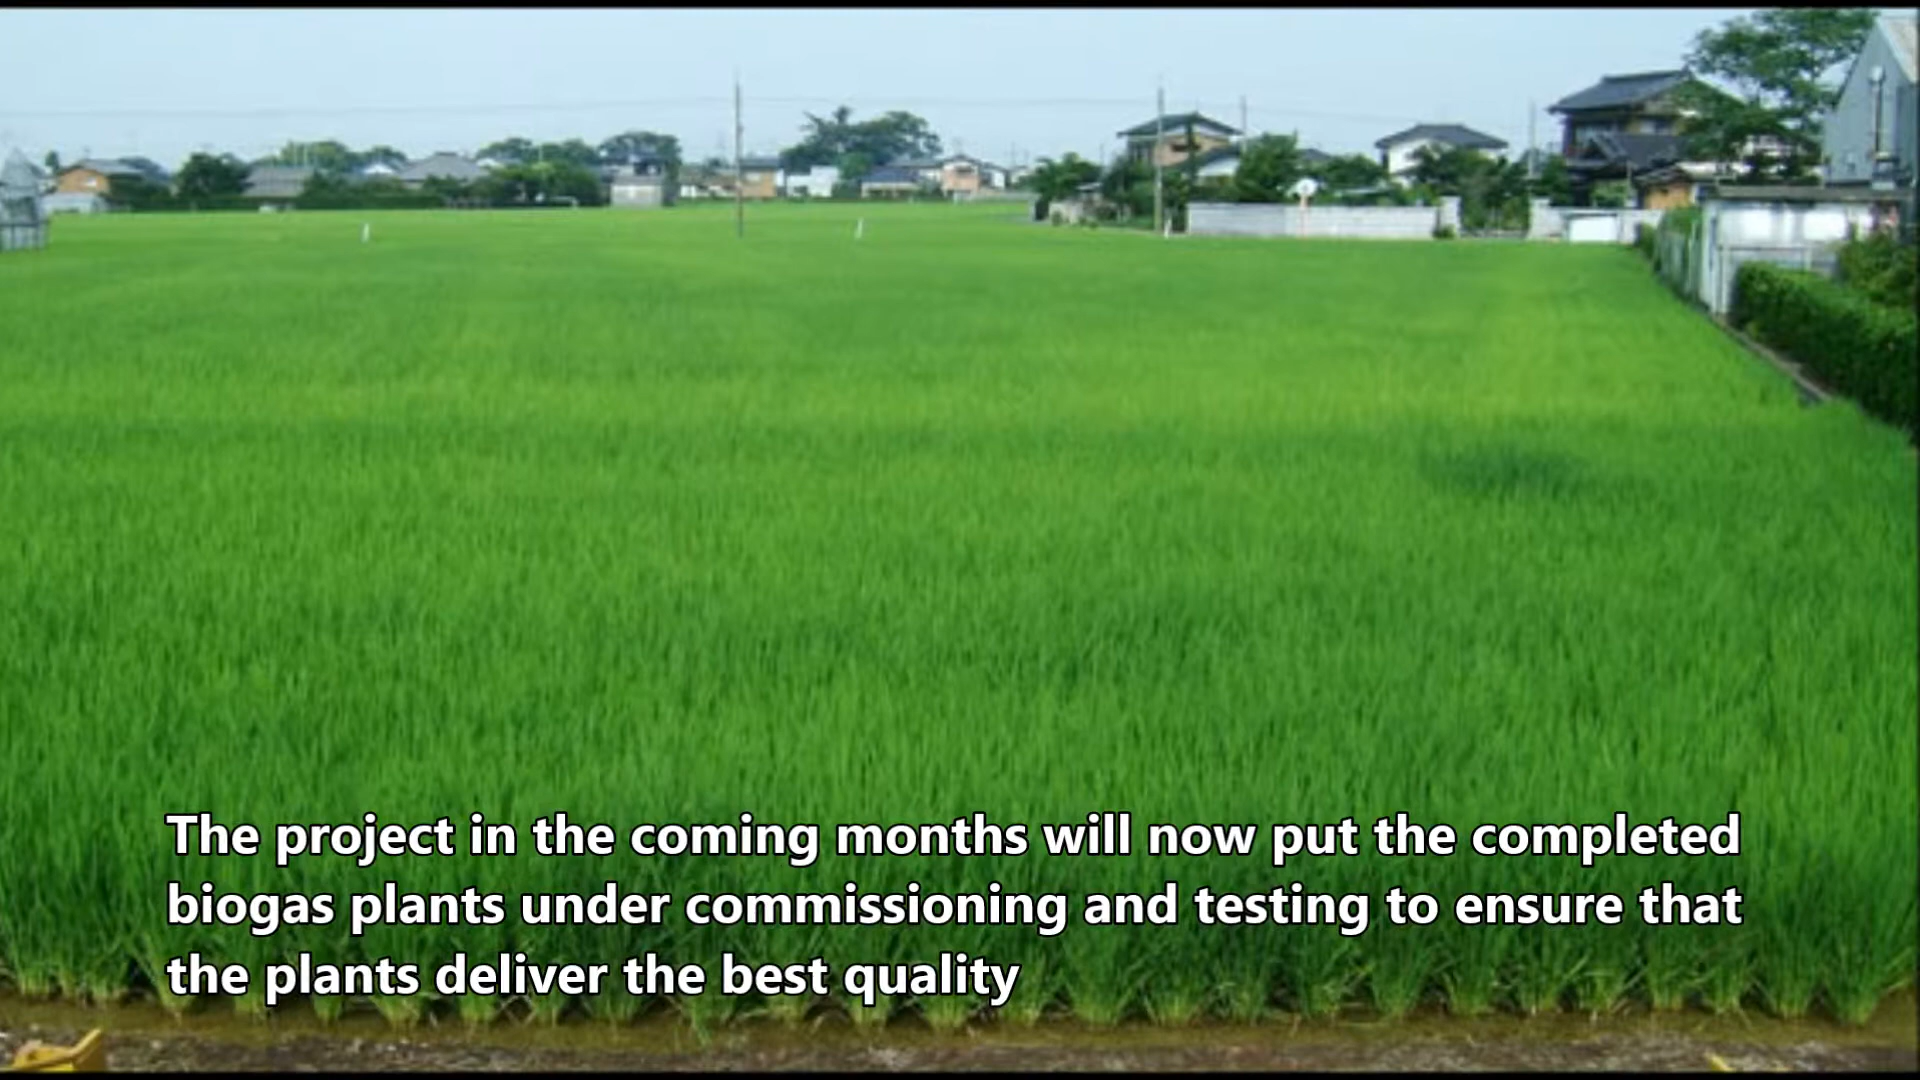 The project in the coming months will now put the completed
biogas plants under commissioning and testing to ensure that
the plants deliver the best quality